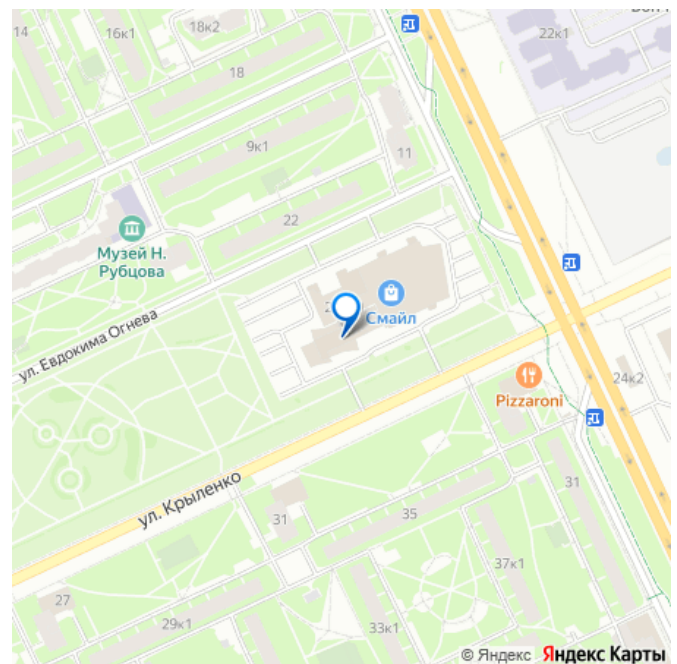 14
16к1
18к2
22к1
18
9к1
11
22
Музей Н.
Рубцова
Смайл
ул. Евдокима Огнева
Pizzaroni
24к2
ул. Крыленко
31
35
31
37к1
27
29к1
33к1
© Яндекс Яндекс Карты